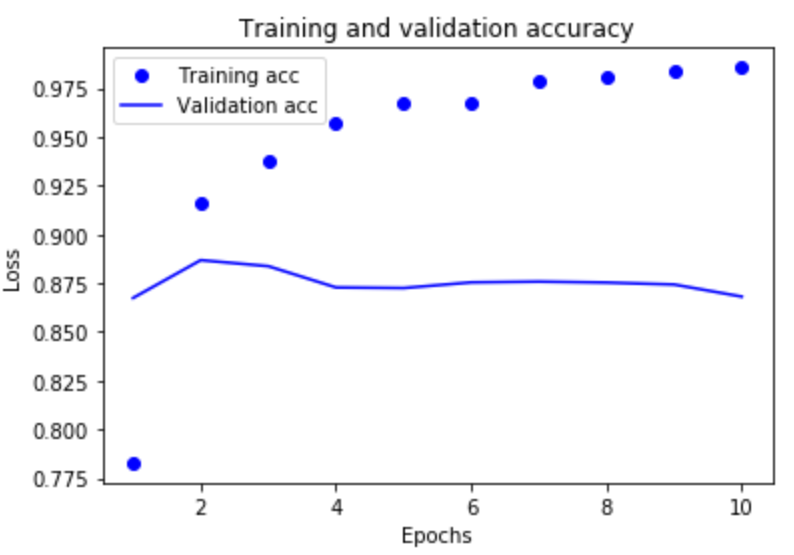 Training and validation accuracy
Training acc
Validation acc
0.975
0.950
0.925
0.900
0.875
0.850
0.825
0.800
0.775
Loss
2 4 6 8 10
Epochs